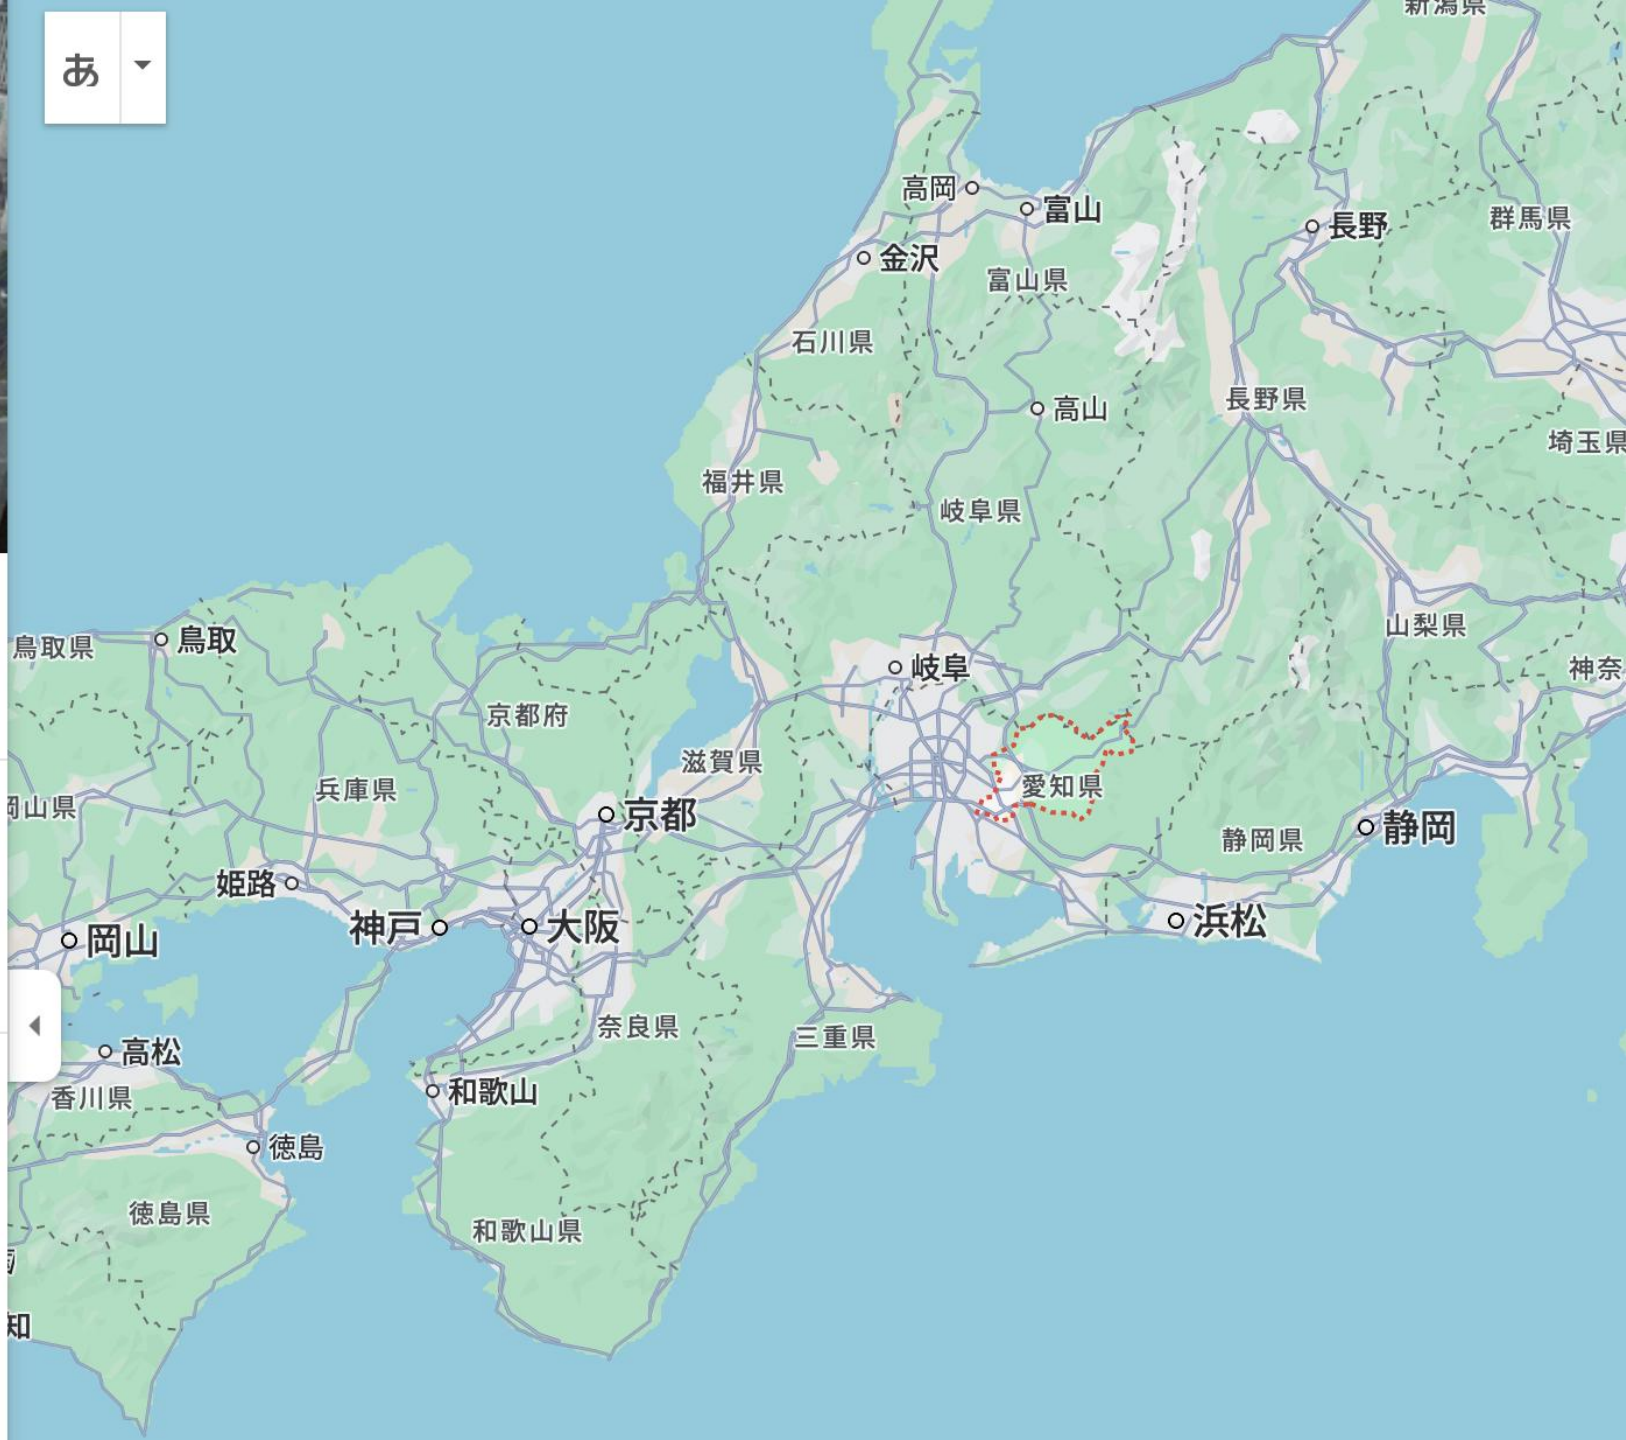 あ
新潟県
高岡
富山
長野
群馬県
金沢
富山県
石川県
長野県
高山
埼玉県
福井県
岐阜県
山梨県
鳥取県
鳥取
岐阜
神奈
京都府
滋賀県
愛知県
兵庫県
岡山県
京都
静岡県
静岡
姫路
神戸
大阪
浜松
岡山
奈良県
三重県
高松
香川県
和歌山
徳島
徳島県
和歌山県
知